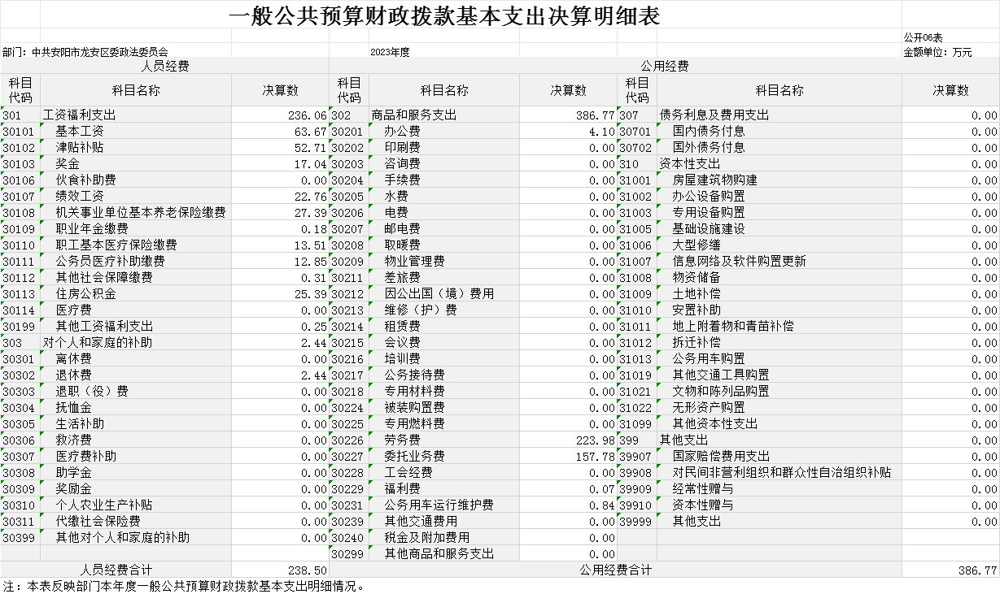 一般公共预算财政拨款基本支出决算明细表
公开06表
部门：中共安阳市龙安区委政法委员会 2023年度 金额单位：万元
人员经费 公用经费
科目代码 科目名称 决算数 科目代码 科目名称 决算数 科目代码 科目名称 决算数
301 工资福利支出 236.06 302 商品和服务支出 386.77 307 债务利息及费用支出 0.00
30101 基本工资 63.67 30201 办公费 4.10 30701 国内债务付息 0.00
30102 津贴补贴 52.71 30202 印刷费 0.00 30702 国外债务付息 0.00
30103 奖金 17.04 30203 咨询费 0.00 310 资本性支出 0.00
30106 伙食补助费 0.00 30204 手续费 0.00 31001 房屋建筑物购建 0.00
30107 绩效工资 22.76 30205 水费 0.00 31002 办公设备购置 0.00
30108 机关事业单位基本养老保险缴费 27.39 30206 电费 0.00 31003 专用设备购置 0.00
30109 职业年金缴费 0.18 30207 邮电费 0.00 31005 基础设施建设 0.00
30110 职工基本医疗保险缴费 13.51 30208 取暖费 0.00 31006 大型修缮 0.00
30111 公务员医疗补助缴费 12.85 30209 物业管理费 0.00 31007 信息网络及软件购置更新 0.00
30112 其他社会保障缴费 0.31 30211 差旅费 0.00 31008 物资储备 0.00
30113 住房公积金 25.39 30212 因公出国（境）费用 0.00 31009 土地补偿 0.00
30114 医疗费 0.00 30213 维修（护）费 0.00 31010 安置补助 0.00
30199 其他工资福利支出 0.25 30214 租赁费 0.00 31011 地上附着物和青苗补偿 0.00
303 对个人和家庭的补助 2.44 30215 会议费 0.00 31012 拆迁补偿 0.00
30301 离休费 0.00 30216 培训费 0.00 31013 公务用车购置 0.00
30302 退休费 2.44 30217 公务接待费 0.00 31019 其他交通工具购置 0.00
30303 退职（役）费 0.00 30218 专用材料费 0.00 31021 文物和陈列品购置 0.00
30304 抚恤金 0.00 30224 被装购置费 0.00 31022 无形资产购置 0.00
30305 生活补助 0.00 30225 专用燃料费 0.00 31099 其他资本性支出 0.00
30306 救济费 0.00 30226 劳务费 223.98 399 其他支出 0.00
30307 医疗费补助 0.00 30227 委托业务费 157.78 39907 国家赔偿费用支出 0.00
30308 助学金 0.00 30228 工会经费 0.00 39908 对民间非营利组织和群众性自治组织补贴 0.00
30309 奖励金 0.00 30229 福利费 0.07 39909 经常性赠与 0.00
30310 个人农业生产补贴 0.00 30231 公务用车运行维护费 0.84 39910 资本性赠与 0.00
30311 代缴社会保险费 0.00 30239 其他交通费用 0.00 39999 其他支出 0.00
30399 其他对个人和家庭的补助 0.00 30240 税金及附加费用 0.00
30299 其他商品和服务支出 0.00
人员经费合计 238.50 公用经费合计 386.77
注：本表反映部门本年度一般公共预算财政拨款基本支出明细情况。